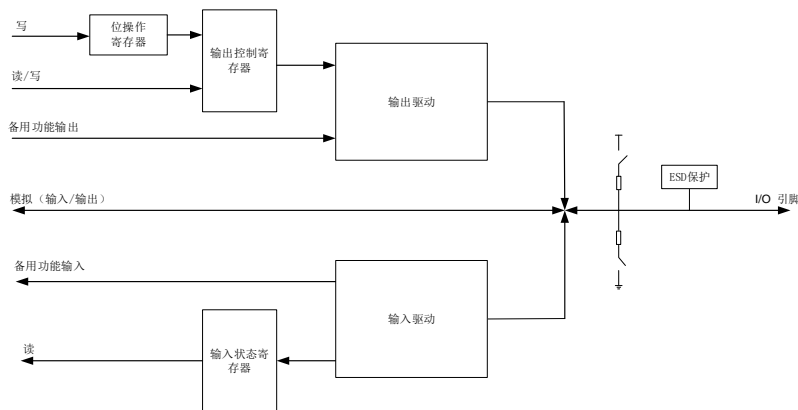 写
位操作
寄存器
输出控制寄
存器
读/写
输出驱动
备用功能输出
ESD保护
模拟（输入/输出）
I/O 引脚
备用功能输入
输入驱动
读
输入状态寄
存器